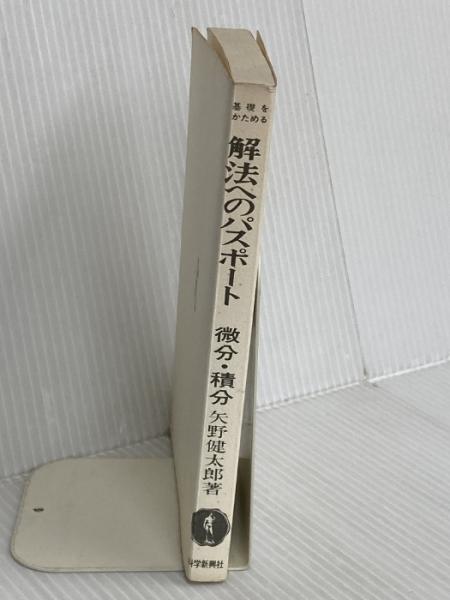 基礎を
かためる
解法へのパスポート
微分・積分
矢野健太郎著
科学新興社